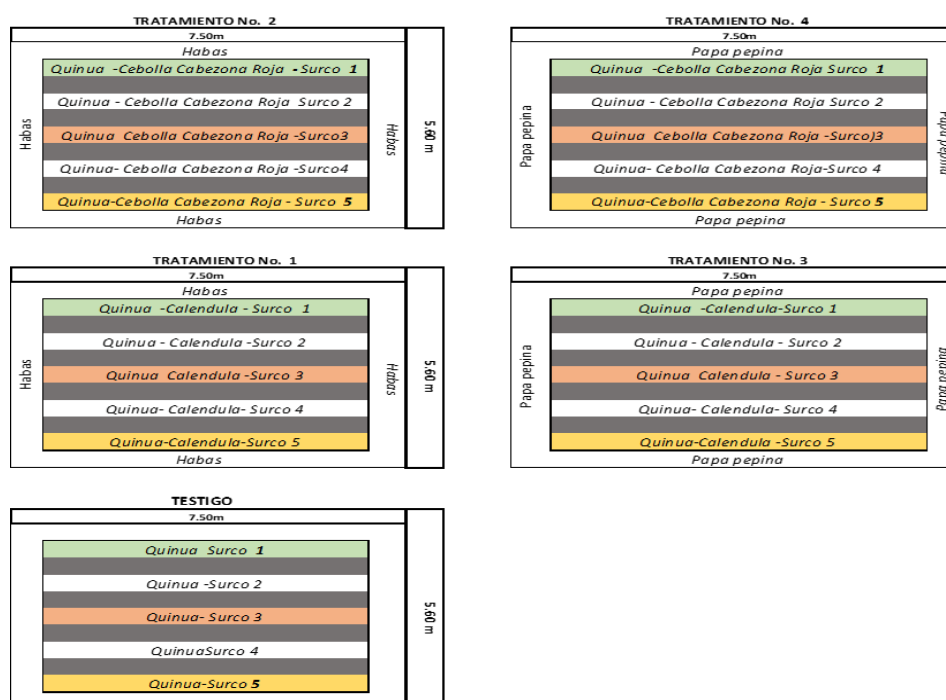 TRATAMIENTO No. 2
7.50m
Habas
Quinua -Cebolla Cabezona Roja - Surco 1
Quinua - Cebolla Cabezona Roja Surco 2
Quinua Cebolla Cabezona Roja -Surco3
Quinua- Cebolla Cabezona Roja -Surco4
Quinua-Cebolla Cabezona Roja - Surco 5
Habas
Habas
Habas
5.60 m
TRATAMIENTO No. 4
7.50m
Papa pepina
Quinua -Cebolla Cabezona Roja Surco 1
Quinua - Cebolla Cabezona Roja Surco 2
Quinua Cebolla Cabezona Roja -Surco)3
Quinua- Cebolla Cabezona Roja-Surco 4
Quinua-Cebolla Cabezona Roja - Surco 5
Papa pepina
Papa pepina
TRATAMIENTO No. 1
7.50m
Habas
Quinua -Calendula - Surco 1
Quinua - Calendula -Surco 2
Quinua Calendula -Surco 3
Quinua- Calendula- Surco 4
Quinua-Calendula-Surco 5
Habas
Habas
Habas
5.60 m
TRATAMIENTO No. 3
7.50m
Papa pepina
Quinua -Calendula-Surco 1
Quinua - Calendula - Surco 2
Quinua Calendula - Surco 3
Quinua- Calendula- Surco 4
Quinua-Calendula -Surco 5
Papa pepina
Papa pepina
Papa pepina
TESTIGO
7.50m
Quinua Surco 1
Quinua -Surco 2
Quinua- Surco 3
QuinuaSurco 4
Quinua-Surco 5
5.60 m